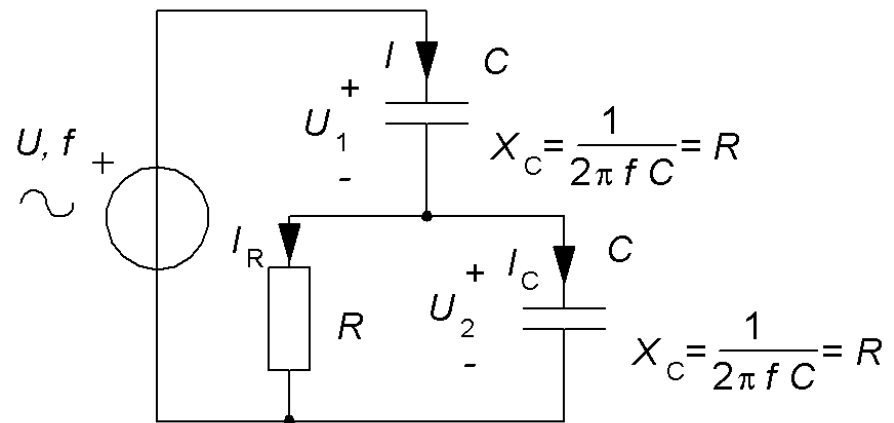 I C
U1 + -
XC = 1 / 2π f C = R
U, f +
IR
R
U2 + -
IC C
XC = 1 / 2π f C = R